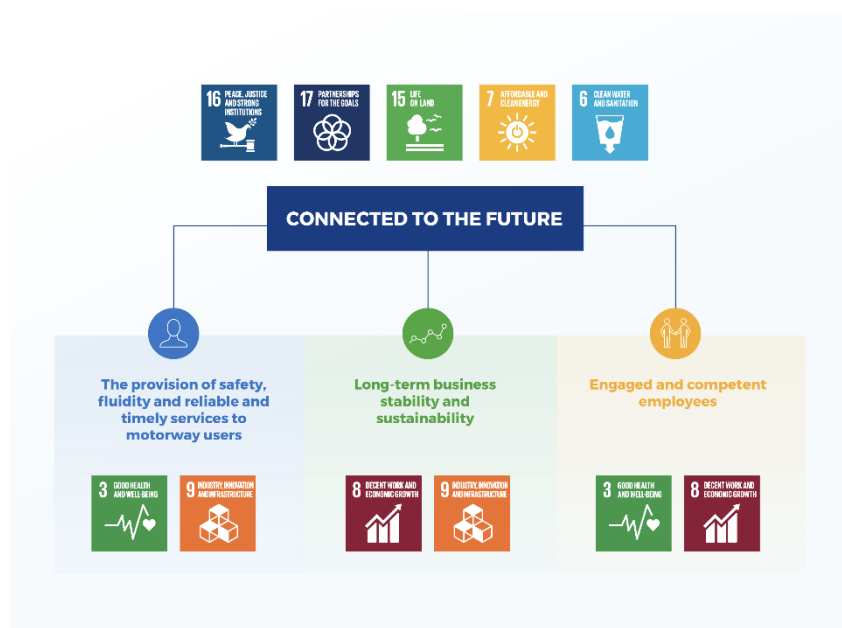 16 PEACE, JUSTICE
AND STRONG
INSTITUTIONS
17 PARTNERSHIPS
FOR THE GOALS
15 LIFE
ON LAND
7 AFFORDABLE AND
CLEAN ENERGY
6 CLEAN WATER
AND SANITATION
CONNECTED TO THE FUTURE
The provision of safety,
fluidity and reliable and
timely services to
motorway users
Long-term business
stability and
sustainability
Engaged and competent
employees
3 GOOD HEALTH
AND WELL-BEING
9 INDUSTRY, INNOVATION
AND INFRASTRUCTURE
8 DECENT WORK AND
ECONOMIC GROWTH
9 INDUSTRY, INNOVATION
AND INFRASTRUCTURE
3 GOOD HEALTH
AND WELL-BEING
8 DECENT WORK AND
ECONOMIC GROWTH